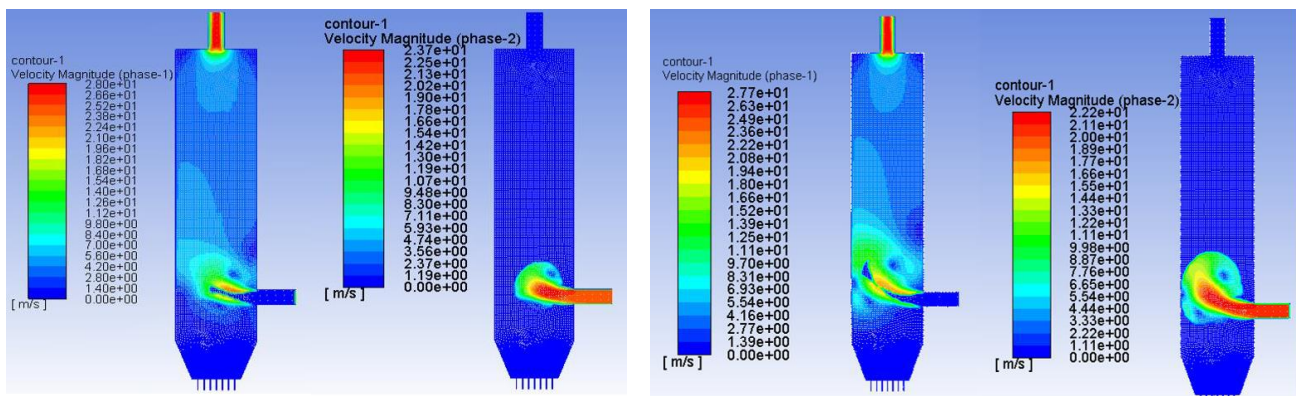 contour-1
Velocity Magnitude (phase-1)
2.80e+01
2.66e+01
2.52e+01
2.38e+01
2.24e+01
2.10e+01
1.96e+01
1.82e+01
1.68e+01
1.54e+01
1.40e+01
1.26e+01
1.12e+01
9.80e+00
8.40e+00
7.00e+00
5.60e+00
4.20e+00
2.80e+00
1.40e+00
0.00e+00
[ m/s ]
contour-1
Velocity Magnitude (phase-2)
2.37e+01
2.25e+01
2.13e+01
2.02e+01
1.90e+01
1.78e+01
1.66e+01
1.54e+01
1.42e+01
1.30e+01
1.19e+01
1.07e+01
9.48e+00
8.30e+00
7.11e+00
5.93e+00
4.74e+00
3.56e+00
2.37e+00
1.19e+00
0.00e+00
[ m/s ]
contour-1
Velocity Magnitude (phase-1)
2.77e+01
2.63e+01
2.49e+01
2.36e+01
2.22e+01
2.08e+01
1.94e+01
1.80e+01
1.66e+01
1.52e+01
1.39e+01
1.25e+01
1.11e+01
9.70e+00
8.31e+00
6.93e+00
5.54e+00
4.16e+00
2.77e+00
1.39e+00
0.00e+00
[ m/s ]
contour-1
Velocity Magnitude (phase-2)
2.22e+01
2.11e+01
2.00e+01
1.89e+01
1.77e+01
1.66e+01
1.55e+01
1.44e+01
1.33e+01
1.22e+01
1.11e+01
9.98e+00
8.87e+00
7.76e+00
6.65e+00
5.54e+00
4.44e+00
3.33e+00
2.22e+00
1.11e+00
0.00e+00
[ m/s ]